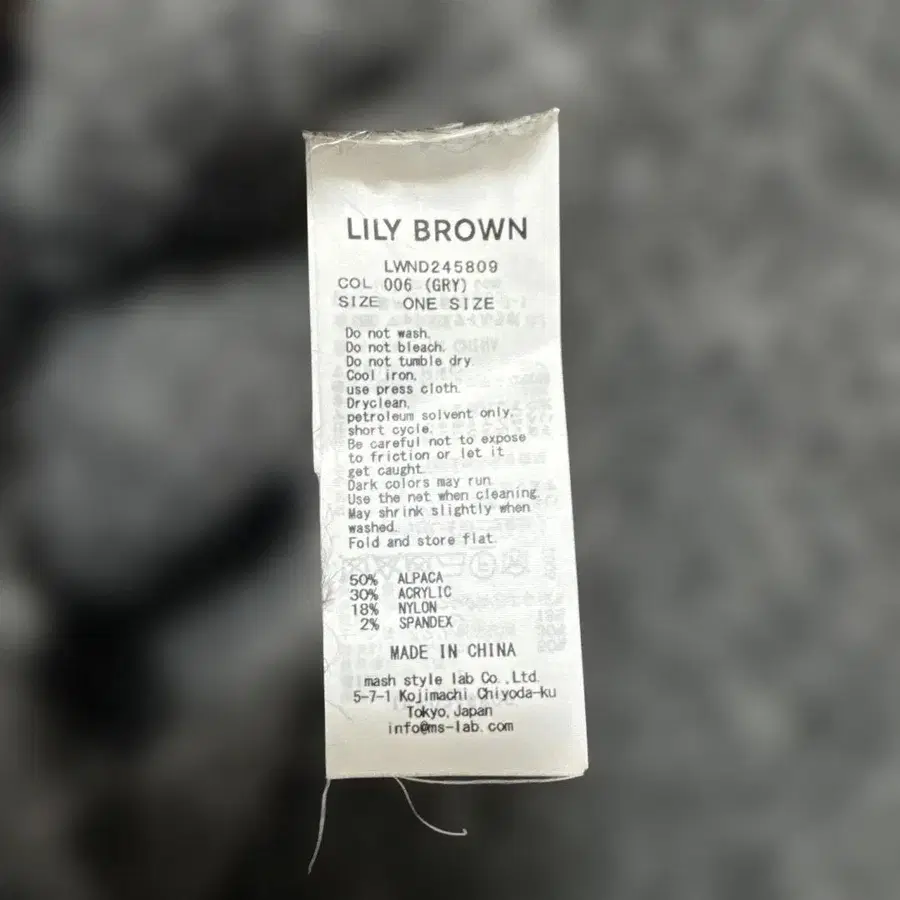 LILY BROWN
LWND245809
COL 006 (GRY)
SIZE ONE SIZE
Do not wash.
Do not bleach.
Do not tumble dry.
Cool iron,
use press cloth.
Dryclean,
petroleum solvent only,
short cycle.
Be careful not to expose
to friction or let it
get caught.
Dark colors may run.
Use the net when cleaning.
May shrink slightly when
washed.
Fold and store flat.
50% ALPACA
30% ACRYLIC
18% NYLON
2% SPANDEX
MADE IN CHINA
mash style lab Co.,Ltd.
5-7-1 Kojimachi Chiyoda-ku
Tokyo, Japan
info@ms-lab.com